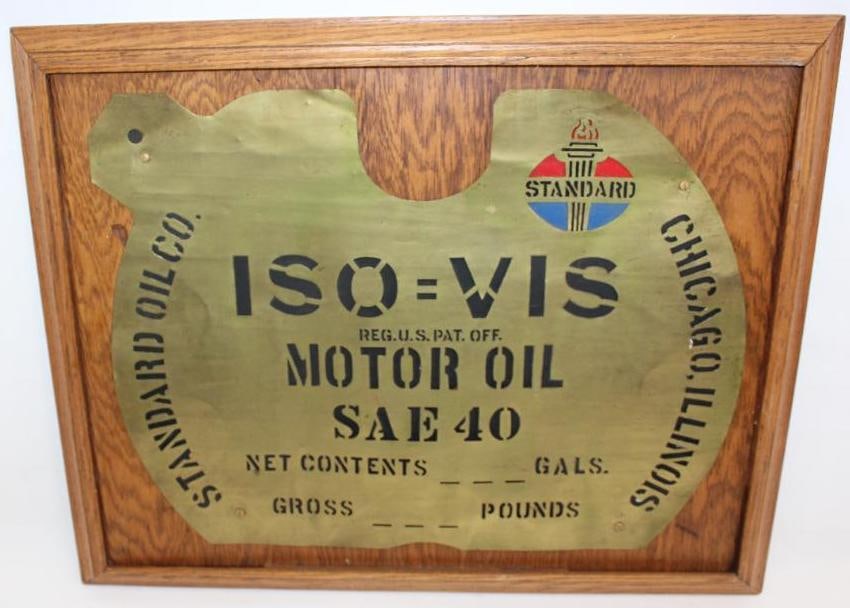 STANDARD
STANDARD OIL CO.
CHICAGO, ILLINOIS
ISO=VIS
REG.U.S.PAT. OFF.
MOTOR OIL
SAE 40
NET CONTENTS _ _ _ GALS.
GROSS _ _ _ POUNDS